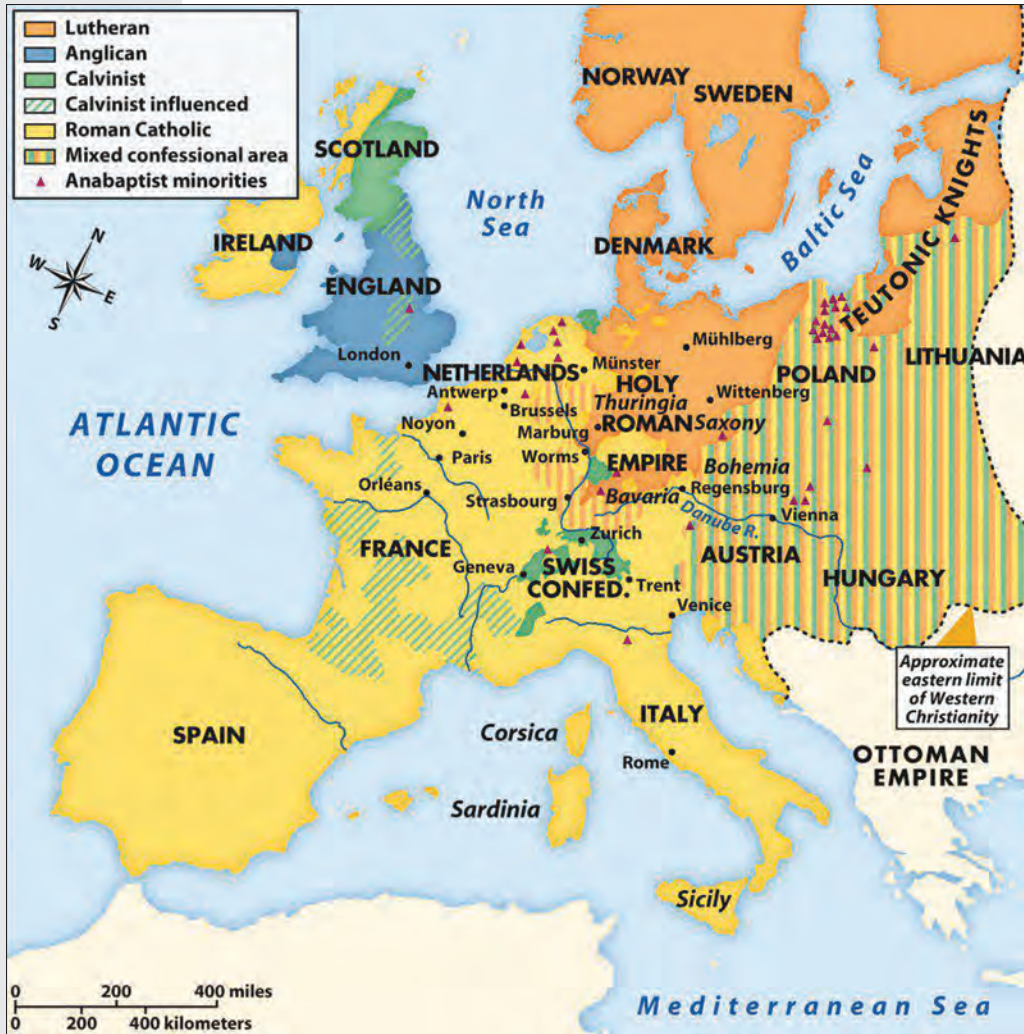 Lutheran
Anglican
Calvinist
Calvinist influenced
Roman Catholic
Mixed confessional area
Anabaptist minorities
N
W
E
S
NORWAY
SWEDEN
SCOTLAND
North
Sea
Baltic Sea
TEUTONIC KNIGHTS
IRELAND
DENMARK
ENGLAND
London
Mühlberg
LITHUANIA
NETHERLANDS
Münster
HOLY
POLAND
Antwerp
Thuringia
Wittenberg
ATLANTIC
OCEAN
Brussels
Noyon
Marburg
ROMAN
Saxony
Paris
Worms
EMPIRE
Bohemia
Orléans
Strasbourg
Bavaria
Regensburg
Danube R.
Vienna
FRANCE
Zurich
AUSTRIA
Geneva
SWISS
CONFED.
Trent
HUNGARY
Venice
Approximate
eastern limit
of Western
Christianity
SPAIN
Corsica
ITALY
Rome
OTTOMAN
EMPIRE
Sardinia
Sicily
0 200 400 miles
0 200 400 kilometers
Mediterranean Sea